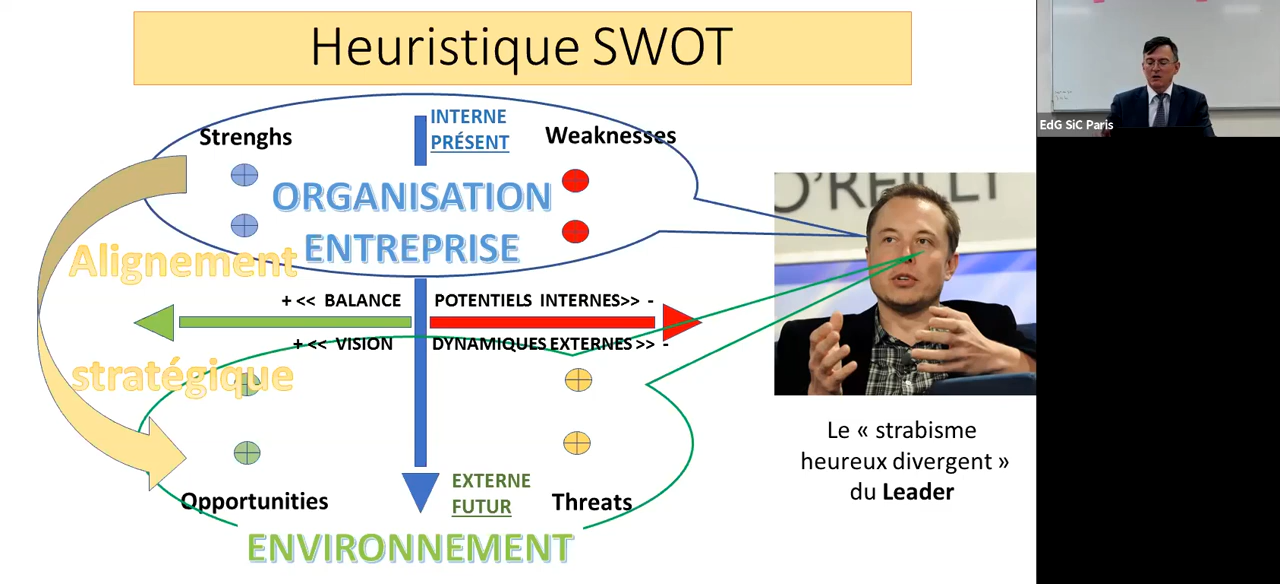 Heuristique SWOT
EdG SiC Paris
INTERNE
PRÉSENT
Strenghs
Weaknesses
ORGANISATION
ENTREPRISE
O'REILLY
Alignement
+ << BALANCE
POTENTIELS INTERNES>> -
+ << VISION
DYNAMIQUES EXTERNES >> -
stratégique
Le « strabisme
heureux divergent »
du Leader
EXTERNE
FUTUR
Opportunities
Threats
ENVIRONNEMENT